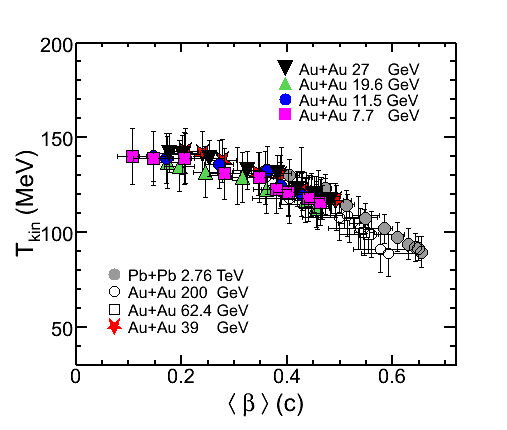 200
150
100
50
T_kin (MeV)
Au+Au 27 GeV
Au+Au 19.6 GeV
Au+Au 11.5 GeV
Au+Au 7.7 GeV
Pb+Pb 2.76 TeV
Au+Au 200 GeV
Au+Au 62.4 GeV
Au+Au 39 GeV
0 0.2 0.4 0.6
⟨ β ⟩ (c)